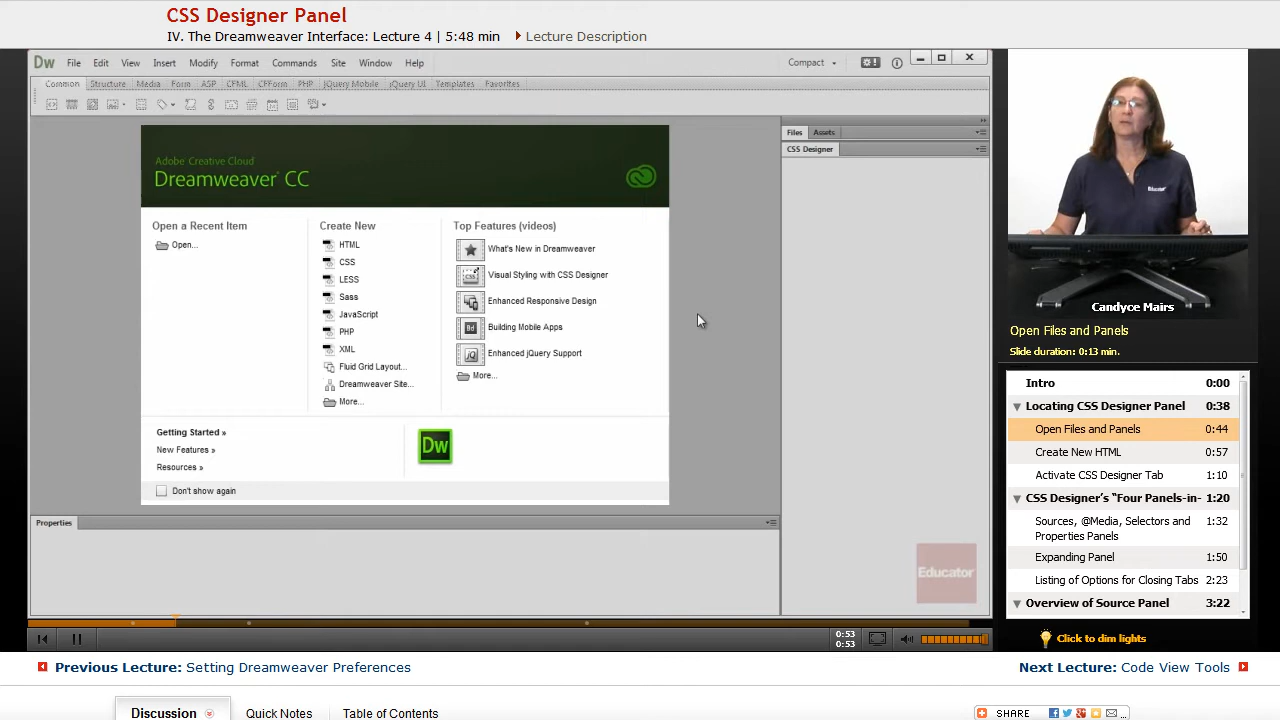 CSS Designer Panel
IV. The Dreamweaver Interface: Lecture 4 | 5:48 min
Lecture Description
Dw File Edit View Insert Modify Format Commands Site Window Help
Compact
Common Structure Media Form ASP CFML CFForm PHP jQuery Mobile jQuery UI Templates Favorites
Files Assets
CSS Designer
Adobe Creative Cloud
Dreamweaver CC
Open a Recent Item
Open...
Create New
HTML
CSS
LESS
Sass
JavaScript
PHP
XML
Fluid Grid Layout...
Dreamweaver Site...
More...
Top Features (videos)
What's New in Dreamweaver
Visual Styling with CSS Designer
Enhanced Responsive Design
Building Mobile Apps
Enhanced jQuery Support
More...
Getting Started »
New Features »
Resources »
Dw
Don't show again
Properties
Educator
0:53
0:53
Educator
Candyce Mairs
Open Files and Panels
Slide duration: 0:13 min.
Intro 0:00
Locating CSS Designer Panel 0:38
Open Files and Panels 0:44
Create New HTML 0:57
Activate CSS Designer Tab 1:10
CSS Designer's "Four Panels-in- 1:20
Sources, @Media, Selectors and 1:32
Properties Panels
Expanding Panel 1:50
Listing of Options for Closing Tabs 2:23
Overview of Source Panel 3:22
Click to dim lights
Previous Lecture: Setting Dreamweaver Preferences
Next Lecture: Code View Tools
Discussion
Quick Notes
Table of Contents
SHARE